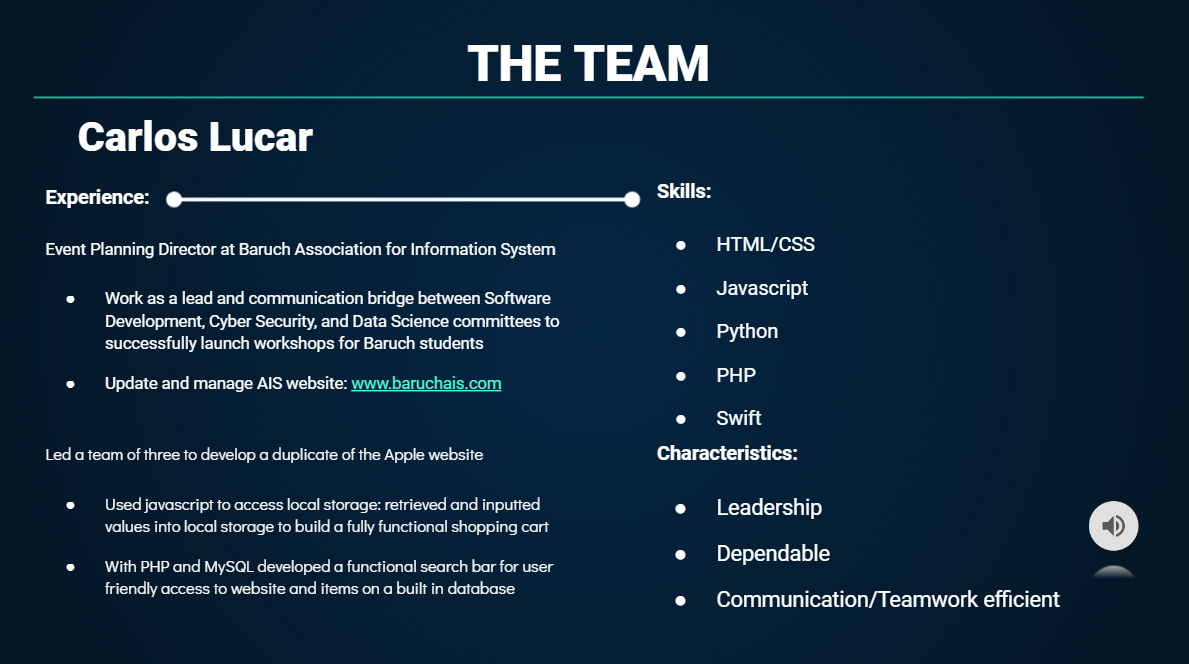 THE TEAM
Carlos Lucar
Experience:
Event Planning Director at Baruch Association for Information System
● Work as a lead and communication bridge between Software
Development, Cyber Security, and Data Science committees to
successfully launch workshops for Baruch students
● Update and manage AIS website: www.baruchais.com
Led a team of three to develop a duplicate of the Apple website
● Used javascript to access local storage: retrieved and inputted
values into local storage to build a fully functional shopping cart
● With PHP and MySQL developed a functional search bar for user
friendly access to website and items on a built in database
Skills:
● HTML/CSS
● Javascript
● Python
● PHP
● Swift
Characteristics:
● Leadership
● Dependable
● Communication/Teamwork efficient